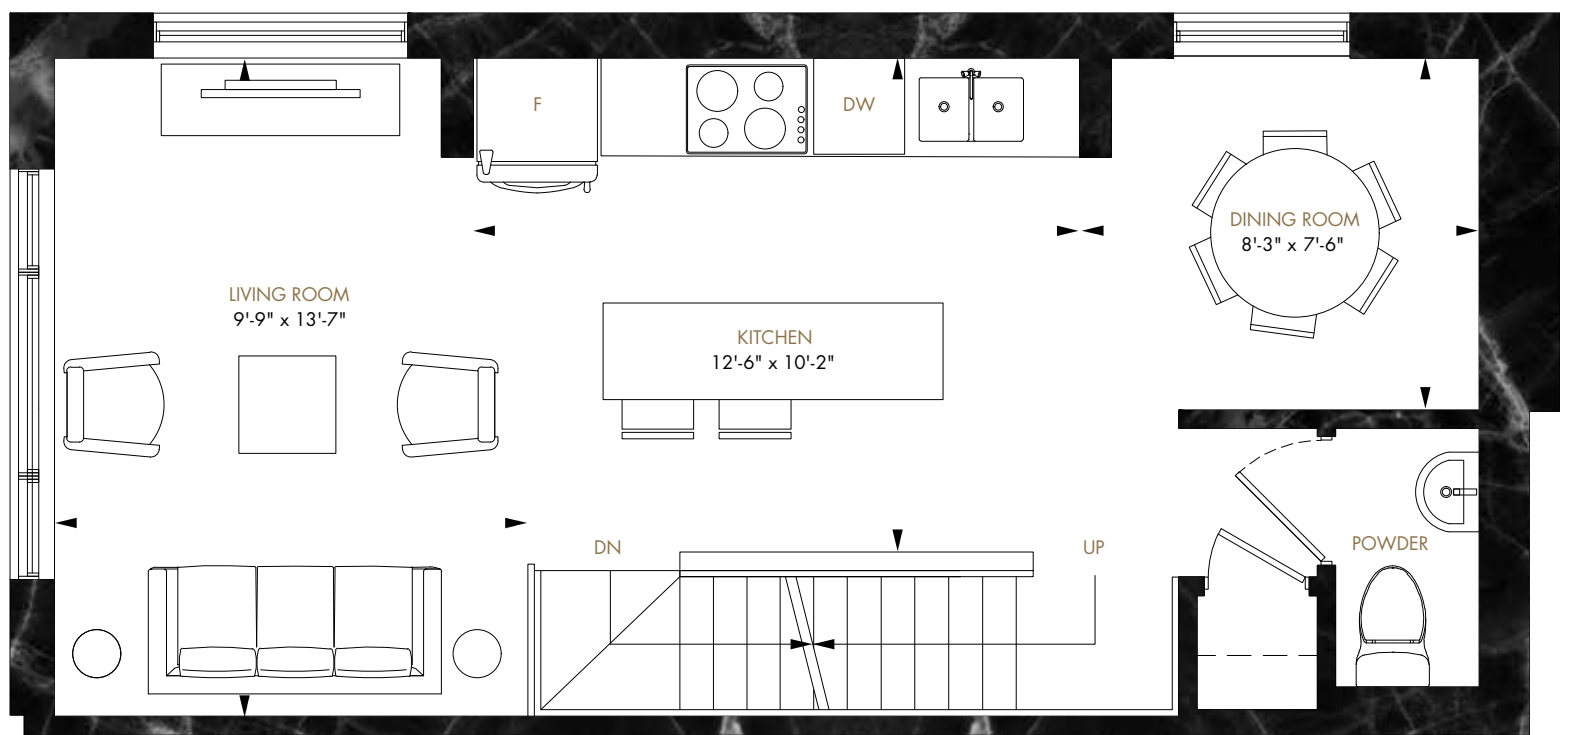 F
DW
DINING ROOM
8'-3" x 7'-6"
LIVING ROOM
9'-9" x 13'-7"
KITCHEN
12'-6" x 10'-2"
DN
UP
POWDER